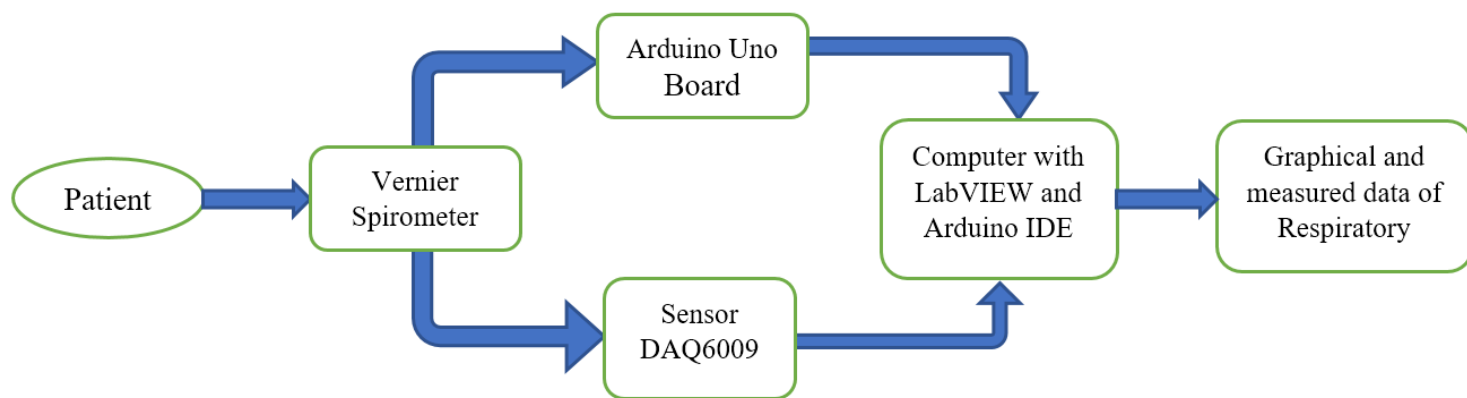 Patient
Vernier
Spirometer
Arduino Uno
Board
Sensor
DAQ6009
Computer with
LabVIEW and
Arduino IDE
Graphical and
measured data of
Respiratory